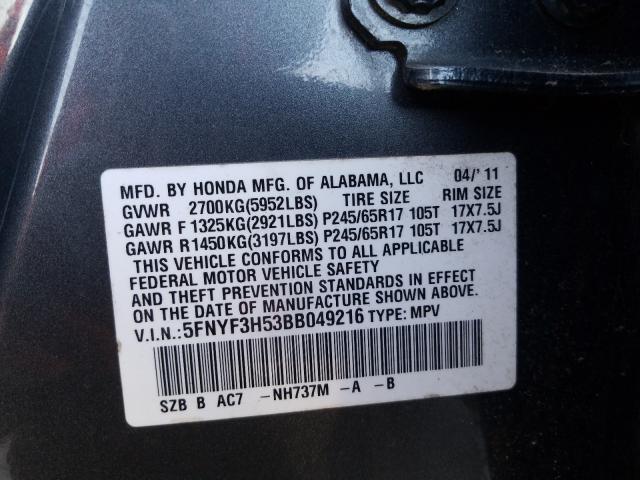 MFD. BY HONDA MFG. OF ALABAMA, LLC 04/'11
GVWR 2700KG(5952LBS) TIRE SIZE RIM SIZE
GAWR F 1325KG(2921LBS) P245/65R17 105T 17X7.5J
GAWR R1450KG(3197LBS) P245/65R17 105T 17X7.5J
THIS VEHICLE CONFORMS TO ALL APPLICABLE
FEDERAL MOTOR VEHICLE SAFETY
AND THEFT PREVENTION STANDARDS IN EFFECT
ON THE DATE OF MANUFACTURE SHOWN ABOVE.
V.I.N.:5FNYF3H53BB049216 TYPE: MPV
SZB B AC7 -NH737M -A -B